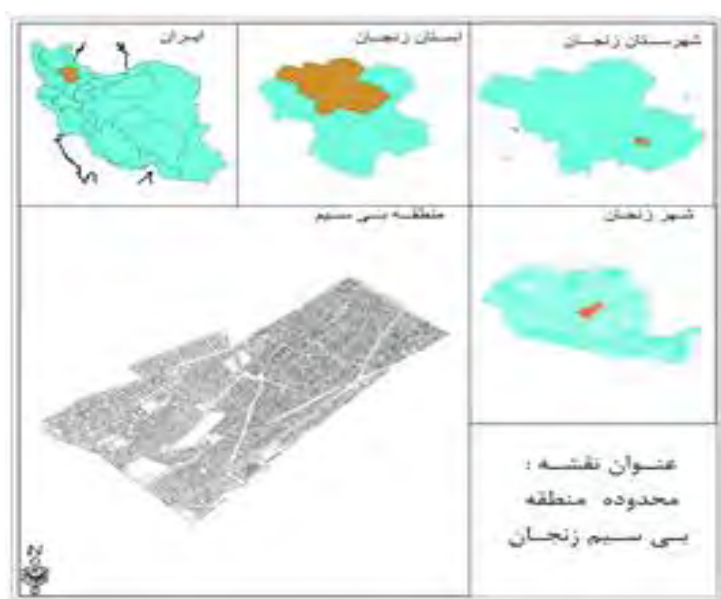 شهرستان زنجان
استان زنجان
ایران
شهر زنجان
منطقه بی سیم
عنوان نقشه :
محدوده منطقه
بی سیم زنجان